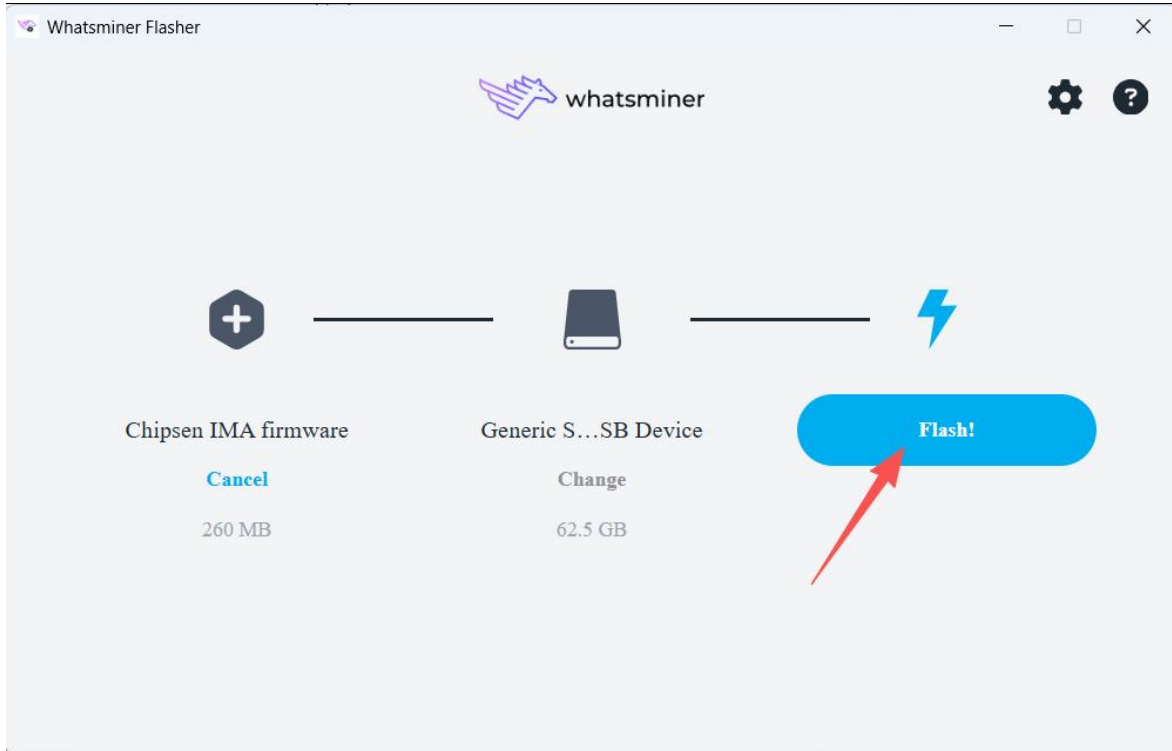 Whatsminer Flasher
whatsminer
?
Chipsen IMA firmware
Generic S...SB Device
Flash!
Cancel
Change
260 MB
62.5 GB